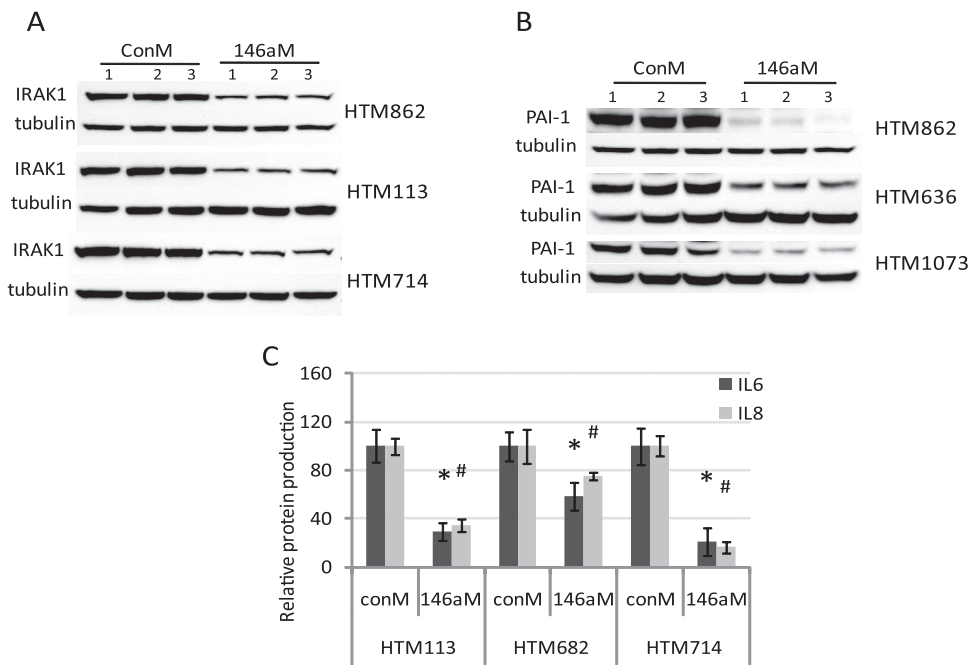 A
ConM 146aM
1 2 3 1 2 3
IRAK1
tubulin
HTM862
IRAK1
tubulin
HTM113
IRAK1
tubulin
HTM714
B
ConM 146aM
1 2 3 1 2 3
PAI-1
tubulin
HTM862
PAI-1
tubulin
HTM636
PAI-1
tubulin
HTM1073
C
Relative protein production
160
120
80
40
0
IL6
IL8
* #
* #
* #
conM 146aM conM 146aM conM 146aM
HTM113 HTM682 HTM714